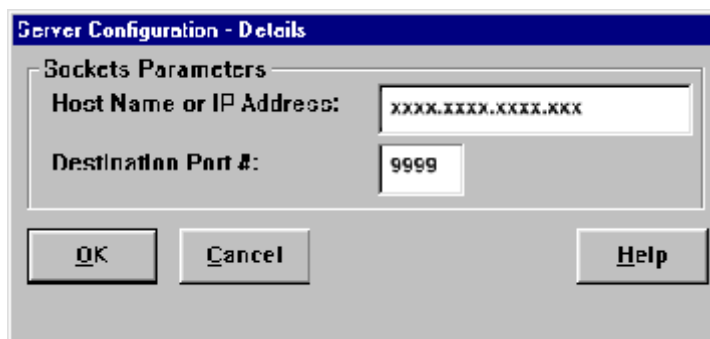 Server Configuration - Details
Sockets Parameters
Host Name or IP Address: xxxx.xxxx.xxxx.xxx
Destination Port #: 9999
OK Cancel Help